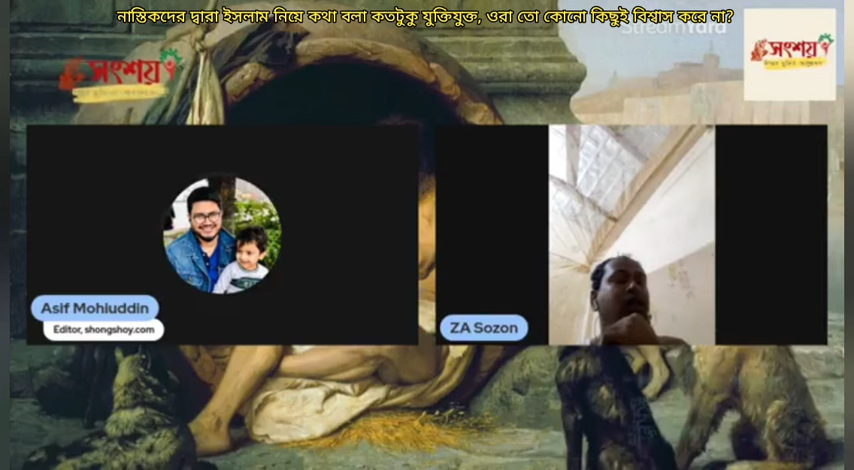 নাস্তিকদের দ্বারা ইসলাম নিয়ে কথা বলা কতটুকু যুক্তিযুক্ত, ওরা তো কোনো কিছুই বিশ্বাস করে না?
StreamYard
সংশয়
সংশয়
Asif Mohiuddin
Editor, shongshoy.com
ZA Sozon